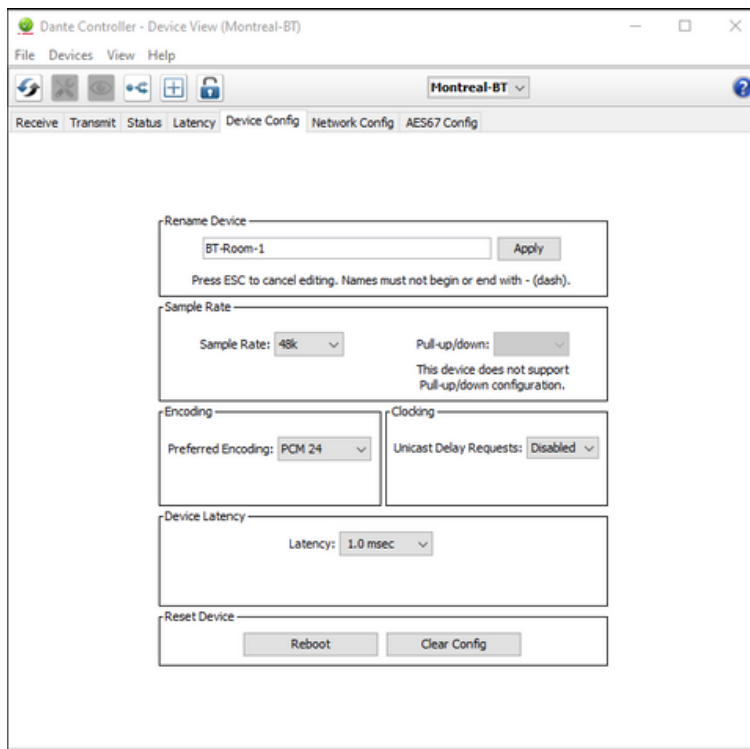 Dante Controller - Device View (Montreal-BT)
File Devices View Help
Montreal-BT
?
Receive Transmit Status Latency Device Config Network Config AES67 Config
Rename Device
BT-Room-1 Apply
Press ESC to cancel editing. Names must not begin or end with - (dash).
Sample Rate
Sample Rate: 48k Pull-up/down:
This device does not support
Pull-up/down configuration.
Encoding Clocking
Preferred Encoding: PCM 24 Unicast Delay Requests: Disabled
Device Latency
Latency: 1.0 msec
Reset Device
Reboot Clear Config